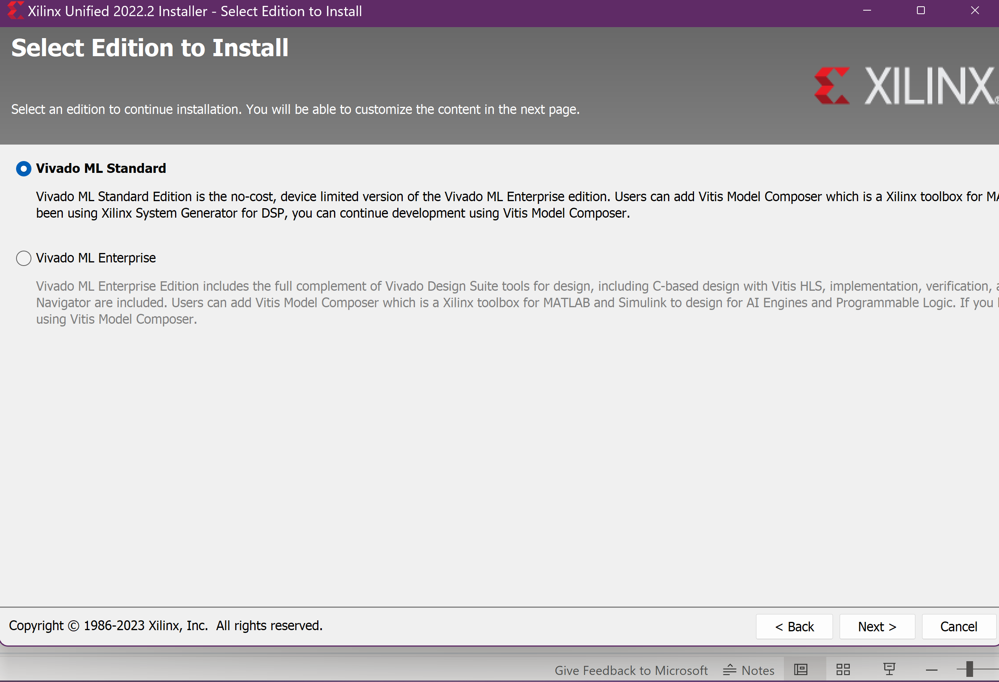 Xilinx Unified 2022.2 Installer - Select Edition to Install
Select Edition to Install
XILINX
Select an edition to continue installation. You will be able to customize the content in the next page.
Vivado ML Standard
Vivado ML Standard Edition is the no-cost, device limited version of the Vivado ML Enterprise edition. Users can add Vitis Model Composer which is a Xilinx toolbox for
been using Xilinx System Generator for DSP, you can continue development using Vitis Model Composer.
Vivado ML Enterprise
Vivado ML Enterprise Edition includes the full complement of Vivado Design Suite tools for design, including C-based design with Vitis HLS, implementation, verification,
Navigator are included. Users can add Vitis Model Composer which is a Xilinx toolbox for MATLAB and Simulink to design for AI Engines and Programmable Logic. If you
using Vitis Model Composer.
Copyright © 1986-2023 Xilinx, Inc.  All rights reserved.
< Back
Next >
Cancel
Give Feedback to Microsoft
Notes